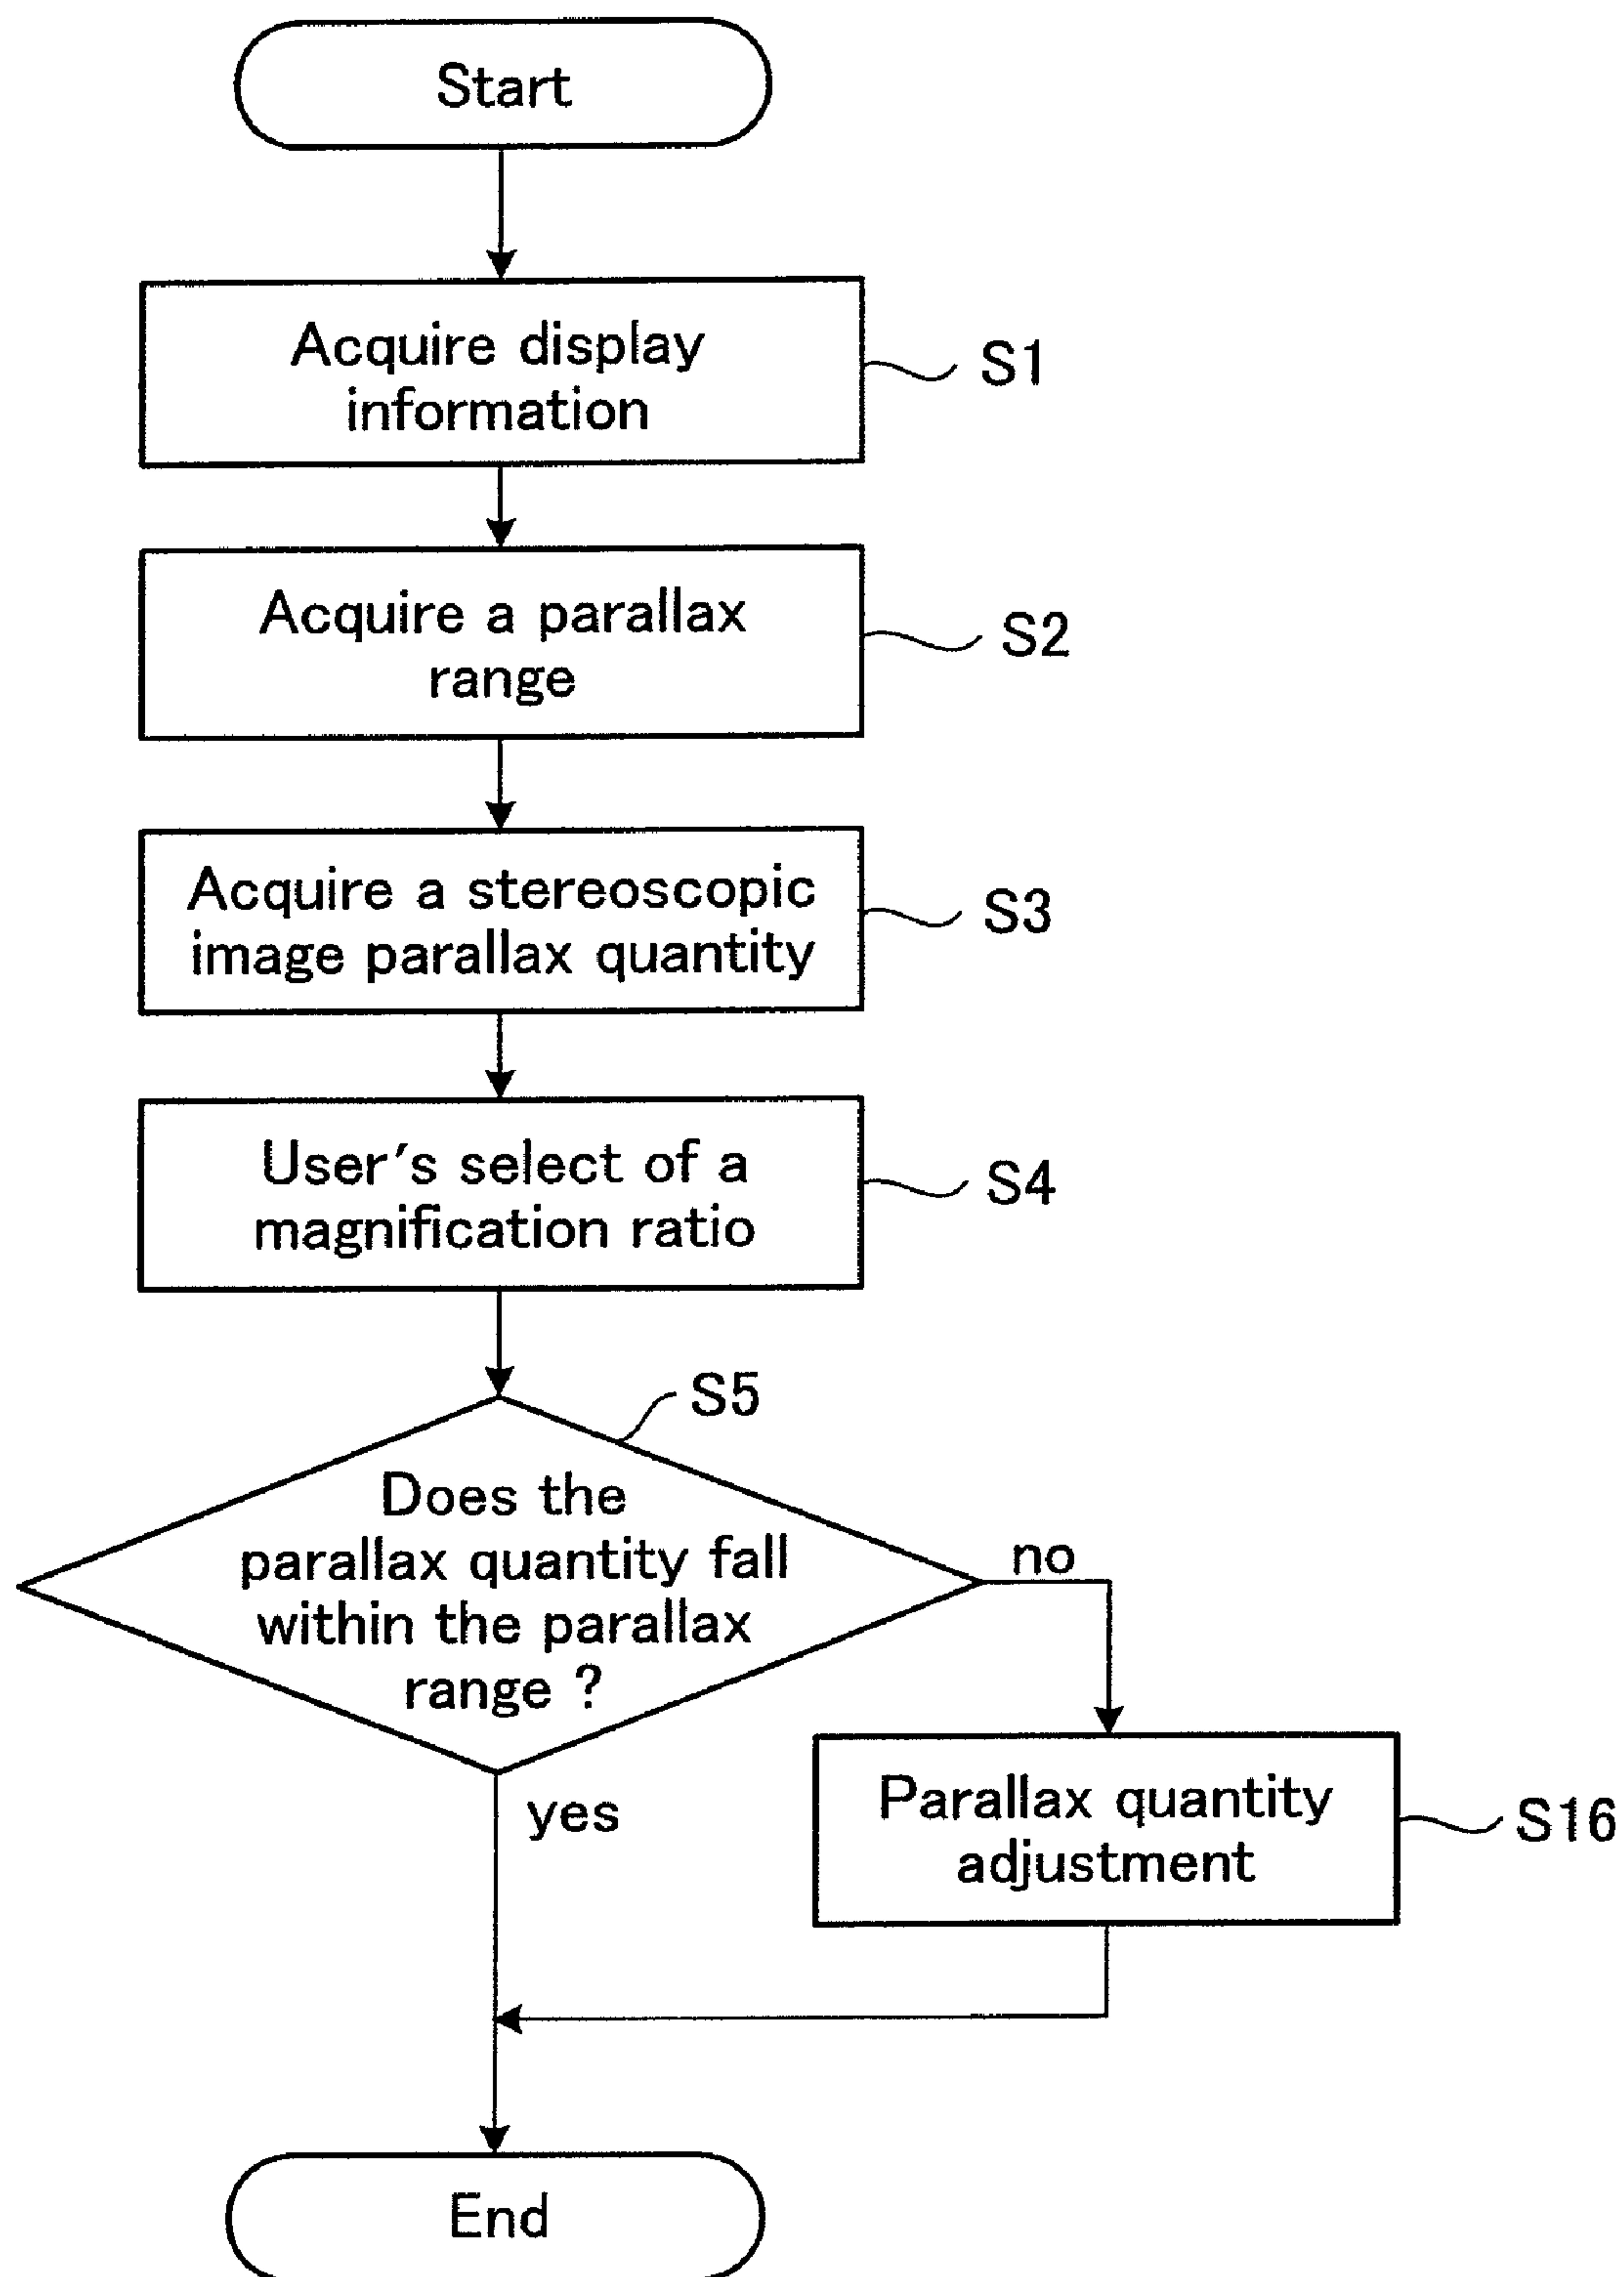 Start
Acquire display
information
S1
Acquire a parallax
range
S2
Acquire a stereoscopic
image parallax quantity
S3
User's select of a
magnification ratio
S4
S5
Does the
parallax quantity fall
within the parallax
range ?
no
yes
Parallax quantity
adjustment
S16
End